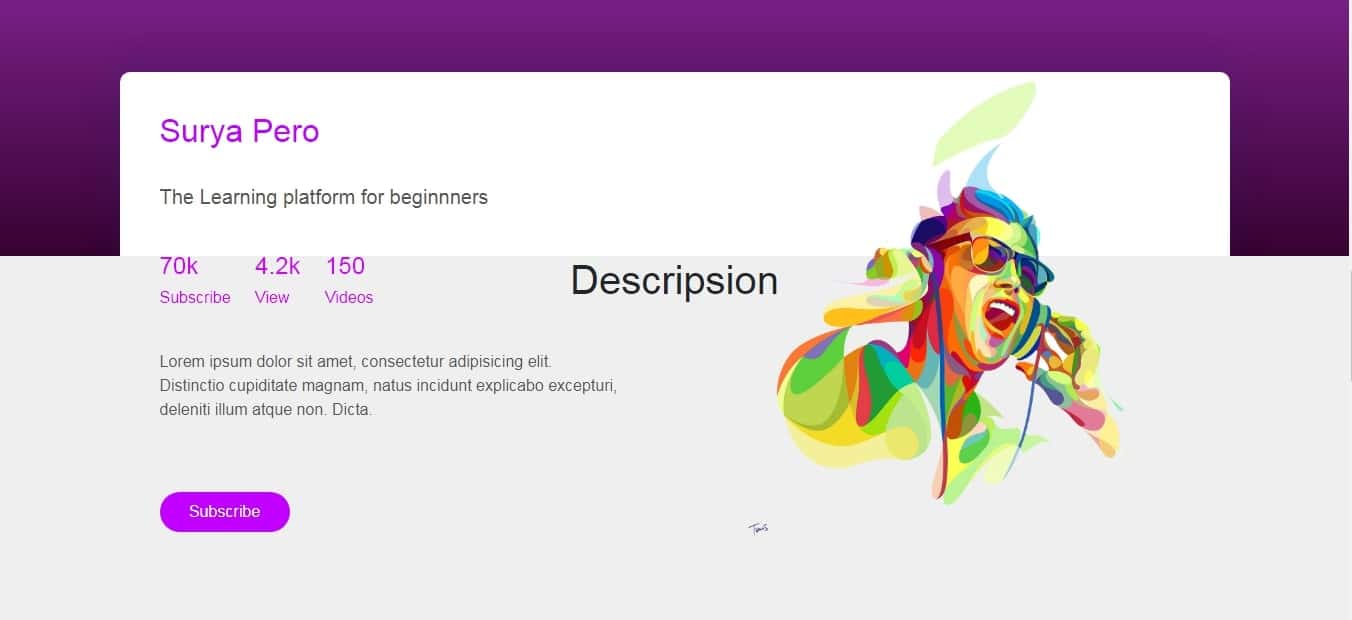 Surya Pero
The Learning platform for beginnners
70k 4.2k 150
Subscribe View Videos
Descripsion
Lorem ipsum dolor sit amet, consectetur adipisicing elit.
Distinctio cupiditate magnam, natus incidunt explicabo excepturi,
deleniti illum atque non. Dicta.
Subscribe